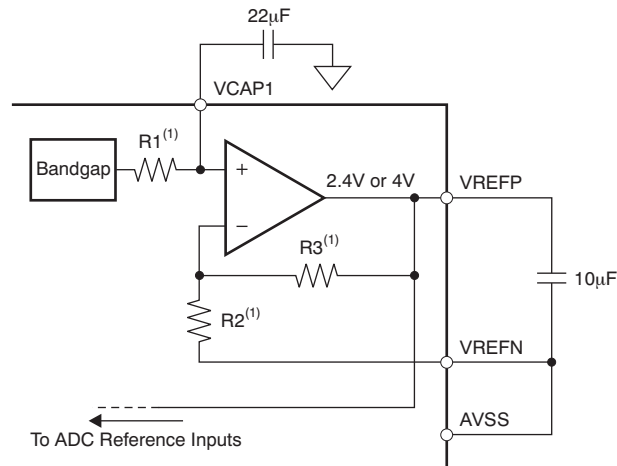 22μF
VCAP1
R1(1)
Bandgap
+
2.4V or 4V
VREFP
−
R3(1)
10μF
R2(1)
VREFN
AVSS
To ADC Reference Inputs